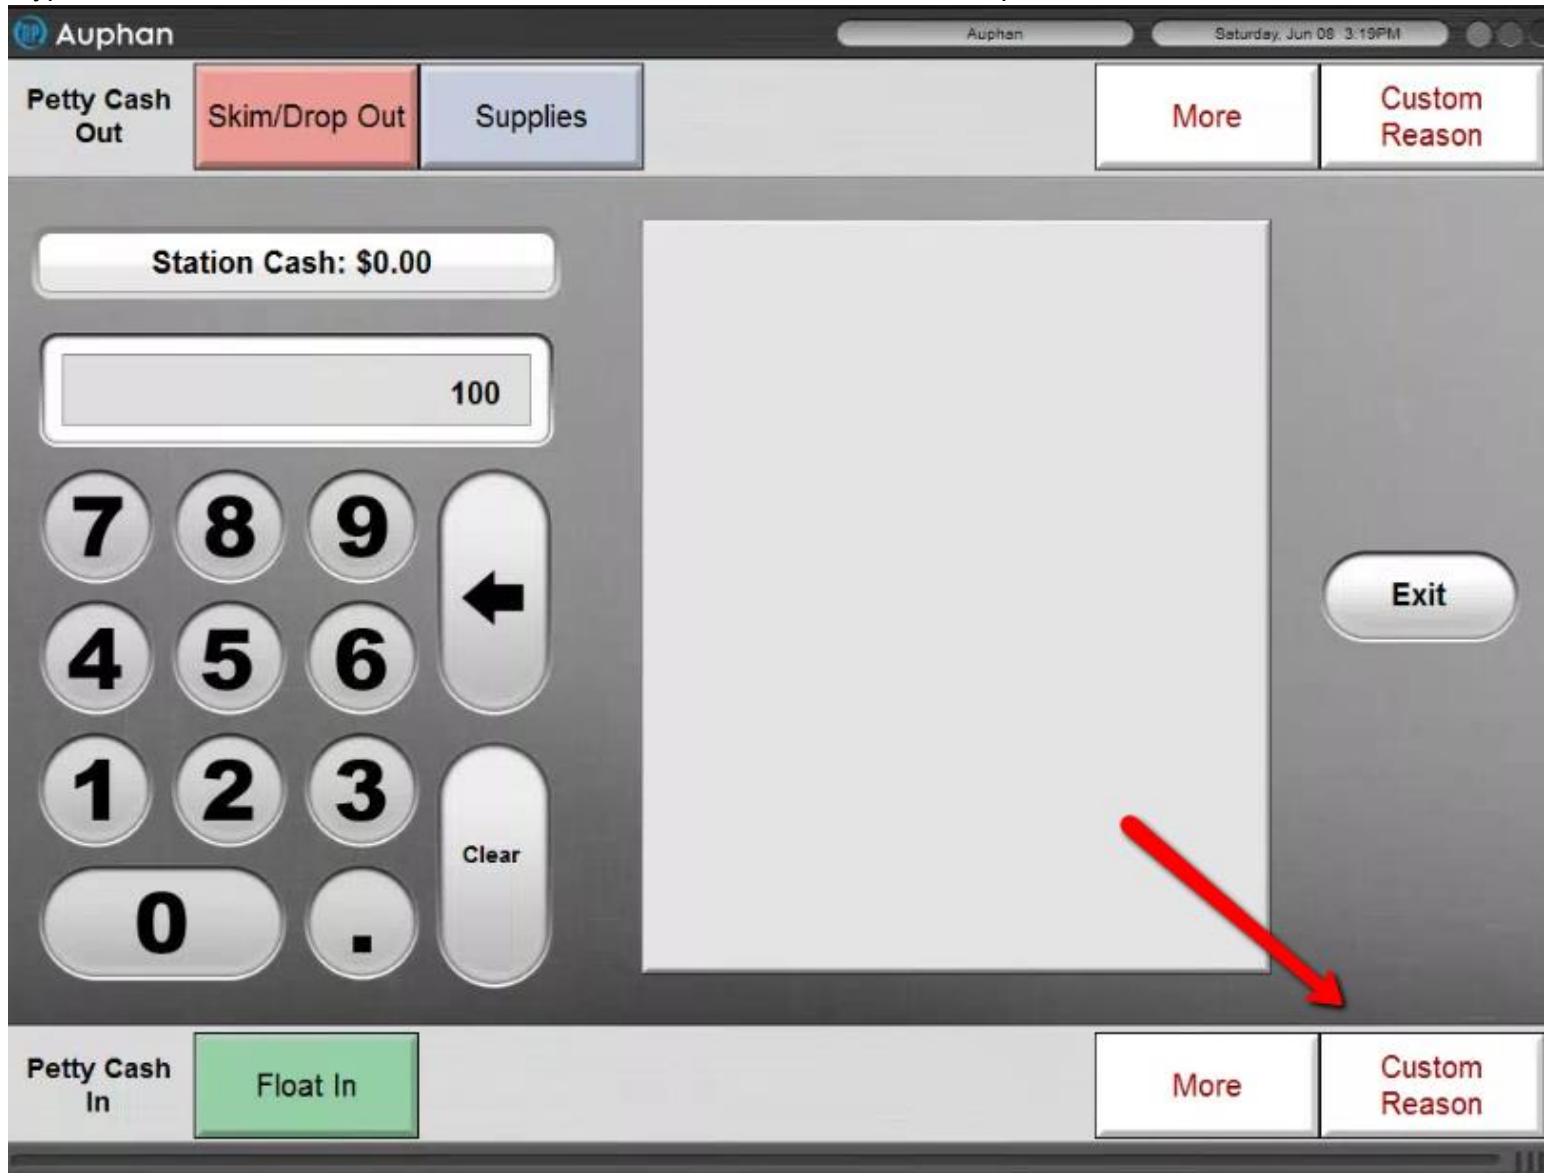 Auphan
Auphan
Saturday, Jun 08 3:19PM
Petty Cash
Out
Skim/Drop Out
Supplies
More
Custom
Reason
Station Cash: $0.00
100
7 8 9
4 5 6
Exit
1 2 3
Clear
0 .
Petty Cash
In
Float In
More
Custom
Reason